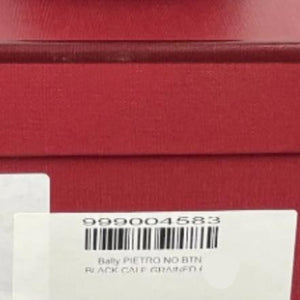 999004583
Bally PIETRO NO BTN
BLACK CALF GRAINED